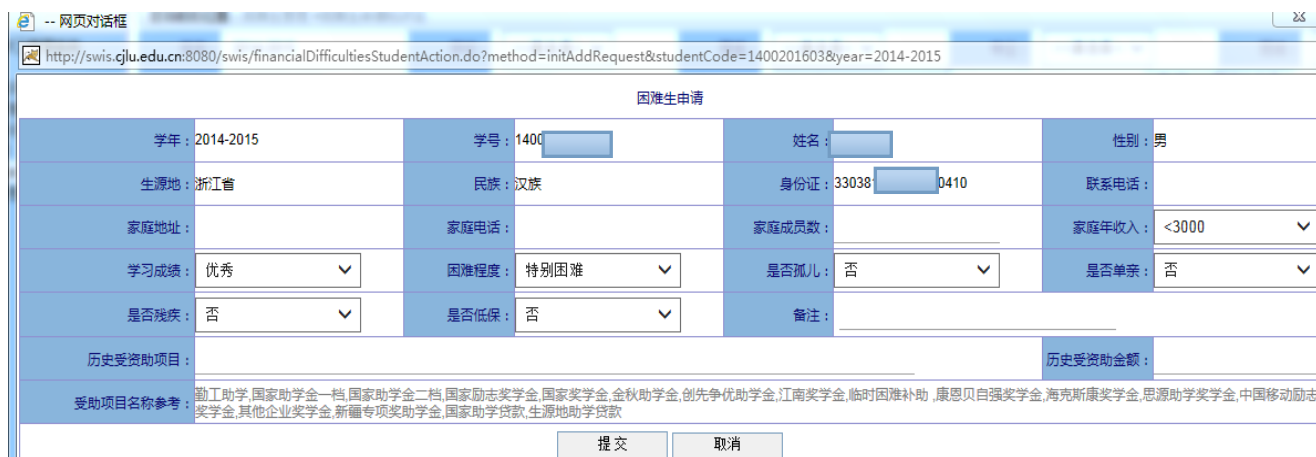 -- 网页对话框
http://swis.cjlu.edu.cn:8080/swis/financialDifficultiesStudentAction.do?method=initAddRequest&studentCode=1400201603&year=2014-2015
困难生申请
学年：2014-2015 学号：1400 姓名： 性别：男
生源地：浙江省 民族：汉族 身份证：33038 0410 联系电话：
家庭地址： 家庭电话： 家庭成员数： 家庭年收入：<3000
学习成绩：优秀 困难程度：特别困难 是否孤儿：否 是否单亲：否
是否残疾：否 是否低保：否 备注：
历史受资助项目： 历史受资助金额：
受助项目名称参考：勤工助学,国家助学金一档,国家助学金二档,国家励志奖学金,国家奖学金,金秋助学金,创先争优助学金,江南奖学金,临时困难补助 ,康恩贝自强奖学金,海克斯康奖学金,思源助学奖学金,中国移动励志
奖学金,其他企业奖学金,新疆专项奖助学金,国家助学贷款,生源地助学贷款
提交 取消